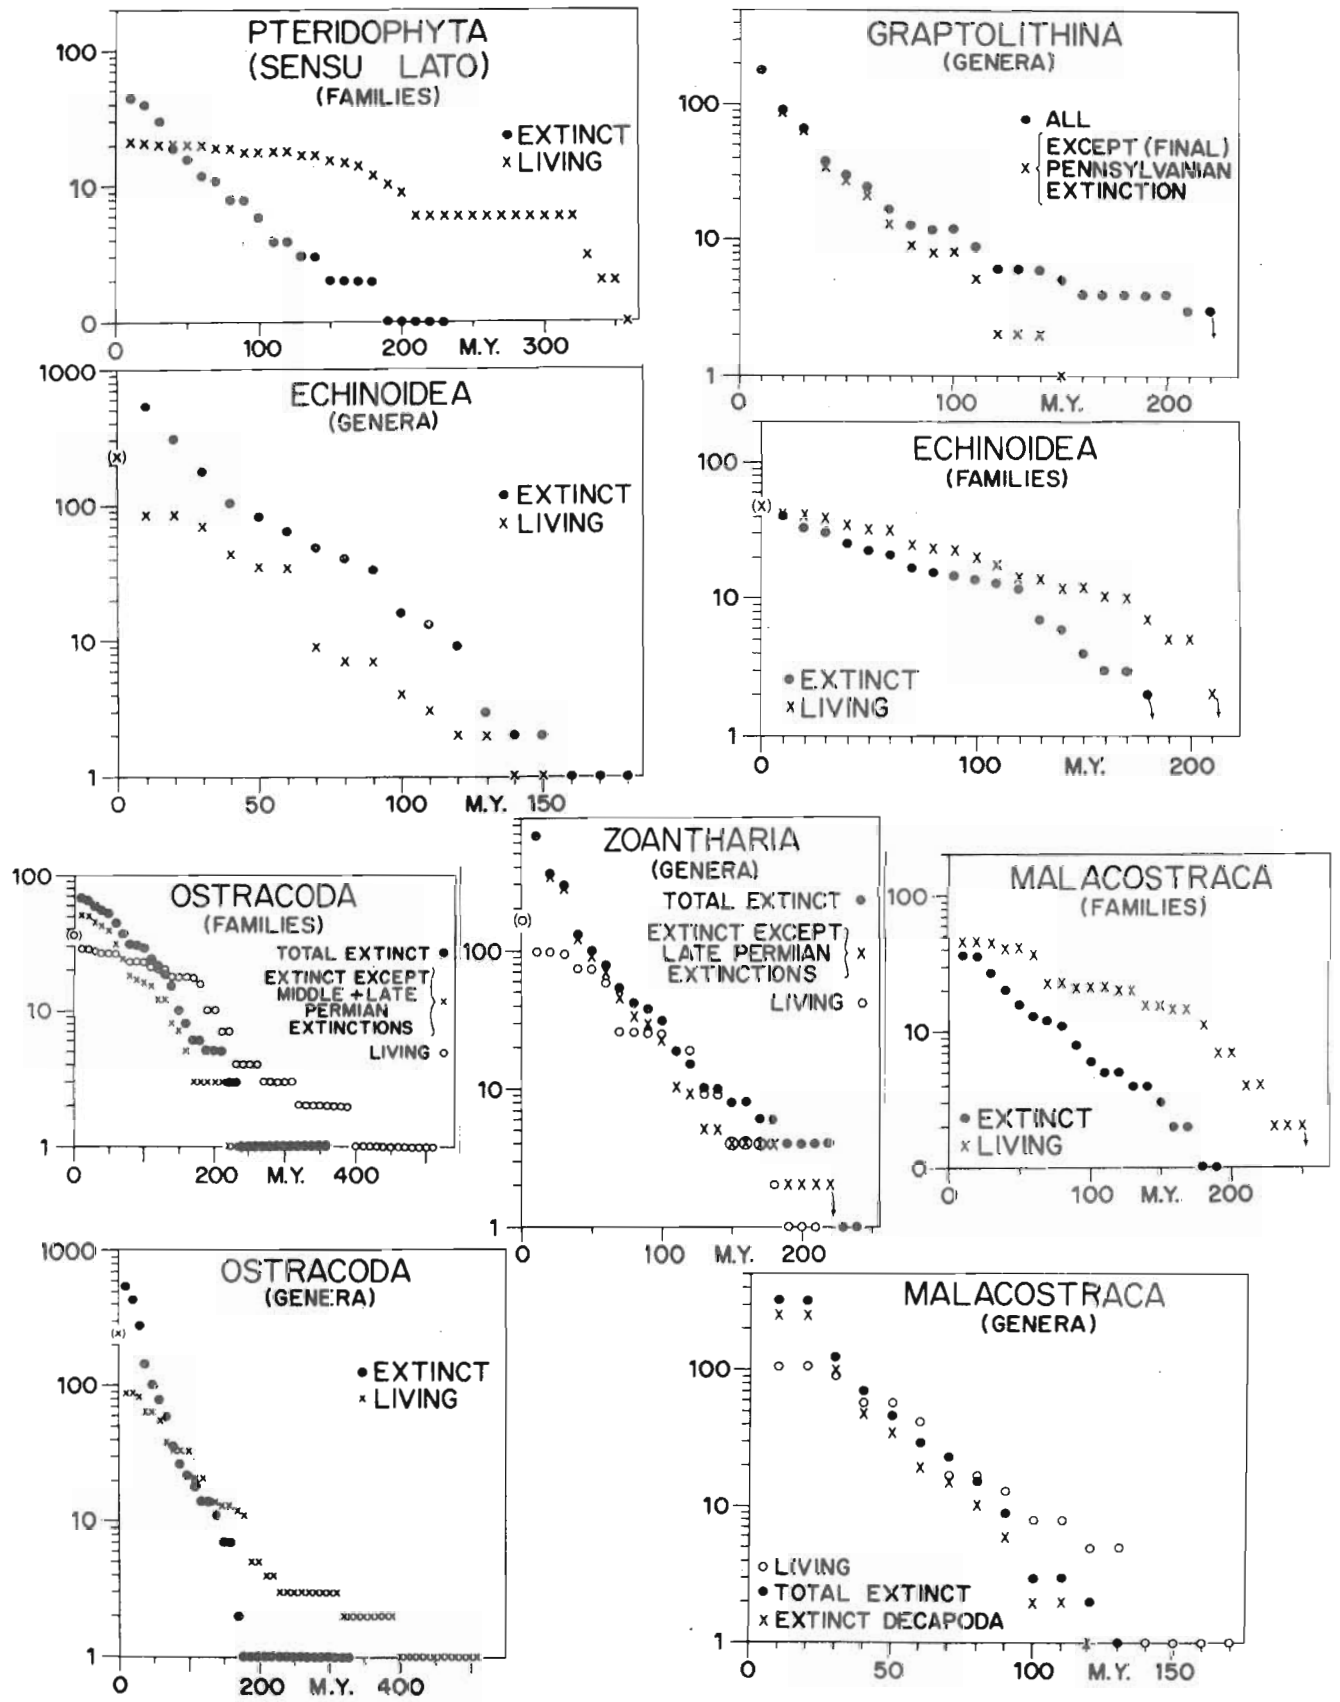 PTERIDOPHYTA
(SENSU LATO)
(FAMILIES)
EXTINCT
LIVING
100
10
0
0 100 200 M.Y. 300
GRAPTOLITHINA
(GENERA)
ALL
EXCEPT (FINAL)
PENNSYLVANIAN
EXTINCTION
100
10
1
0 100 M.Y. 200
ECHINOIDEA
(GENERA)
EXTINCT
LIVING
1000
100
10
1
0 50 100 M.Y. 150
ECHINOIDEA
(FAMILIES)
EXTINCT
LIVING
100
10
1
0 100 M.Y. 200
OSTRACODA
(FAMILIES)
TOTAL EXTINCT
EXTINCT EXCEPT
MIDDLE + LATE
PERMIAN
EXTINCTIONS
LIVING
100
10
1
0 200 M.Y. 400
ZOANTHARIA
(GENERA)
TOTAL EXTINCT
EXTINCT EXCEPT
LATE PERMIAN
EXTINCTIONS
LIVING
100
10
1
0 100 M.Y. 200
MALACOSTRACA
(FAMILIES)
EXTINCT
LIVING
100
10
0
0 100 M.Y. 200
OSTRACODA
(GENERA)
EXTINCT
LIVING
1000
100
10
1
0 200 M.Y. 400
MALACOSTRACA
(GENERA)
LIVING
TOTAL EXTINCT
EXTINCT DECAPODA
100
10
1
0 50 100 M.Y. 150